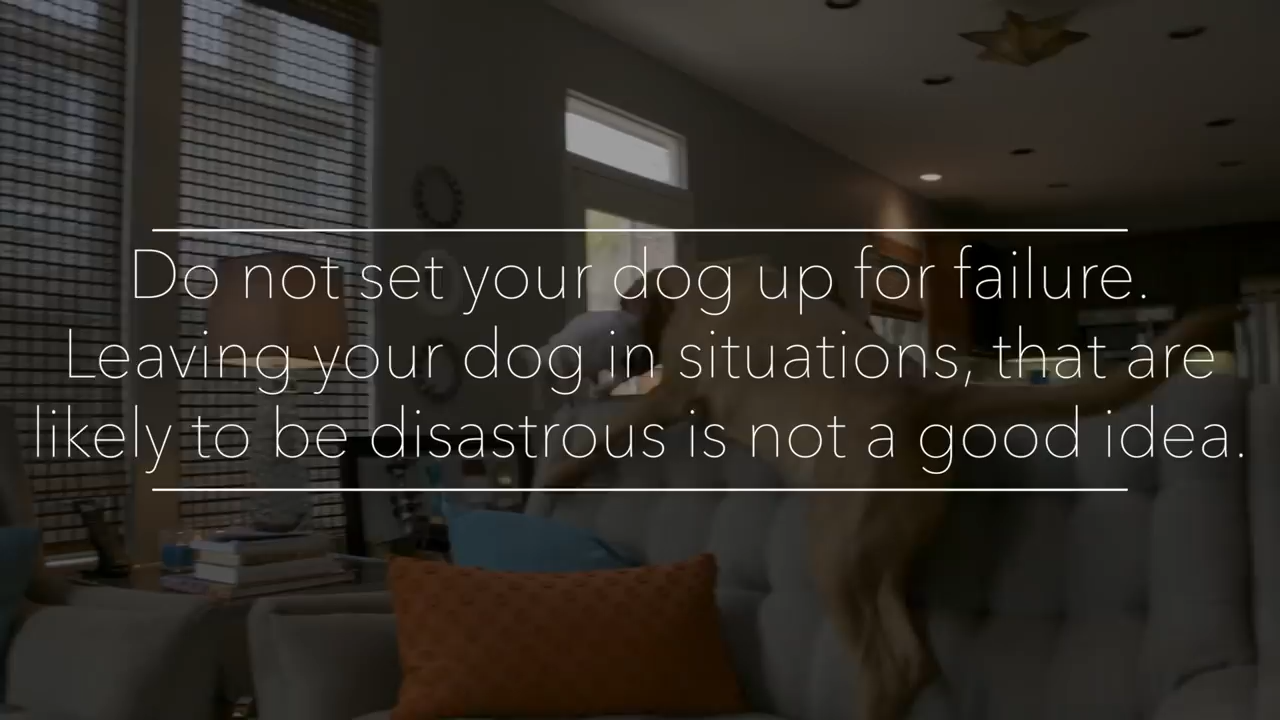 Do not set your dog up for failure.
Leaving your dog in situations, that are
likely to be disastrous is not a good idea.